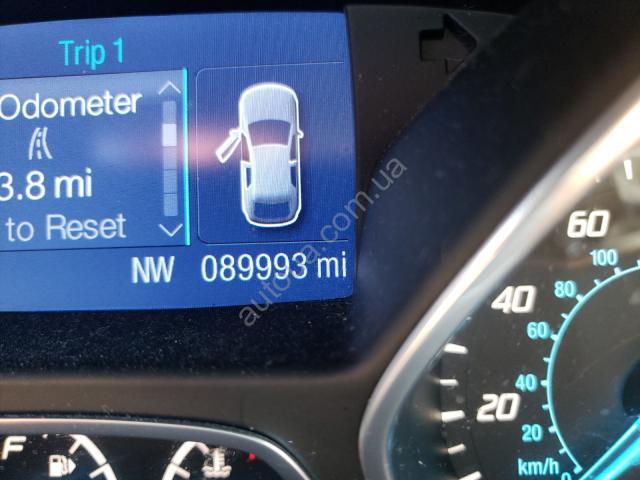 Trip 1
Odometer
3.8 mi
to Reset
NW 089993 mi
autoua.com.ua
60
40
20
100
80
60
40
20
0
km/h
F